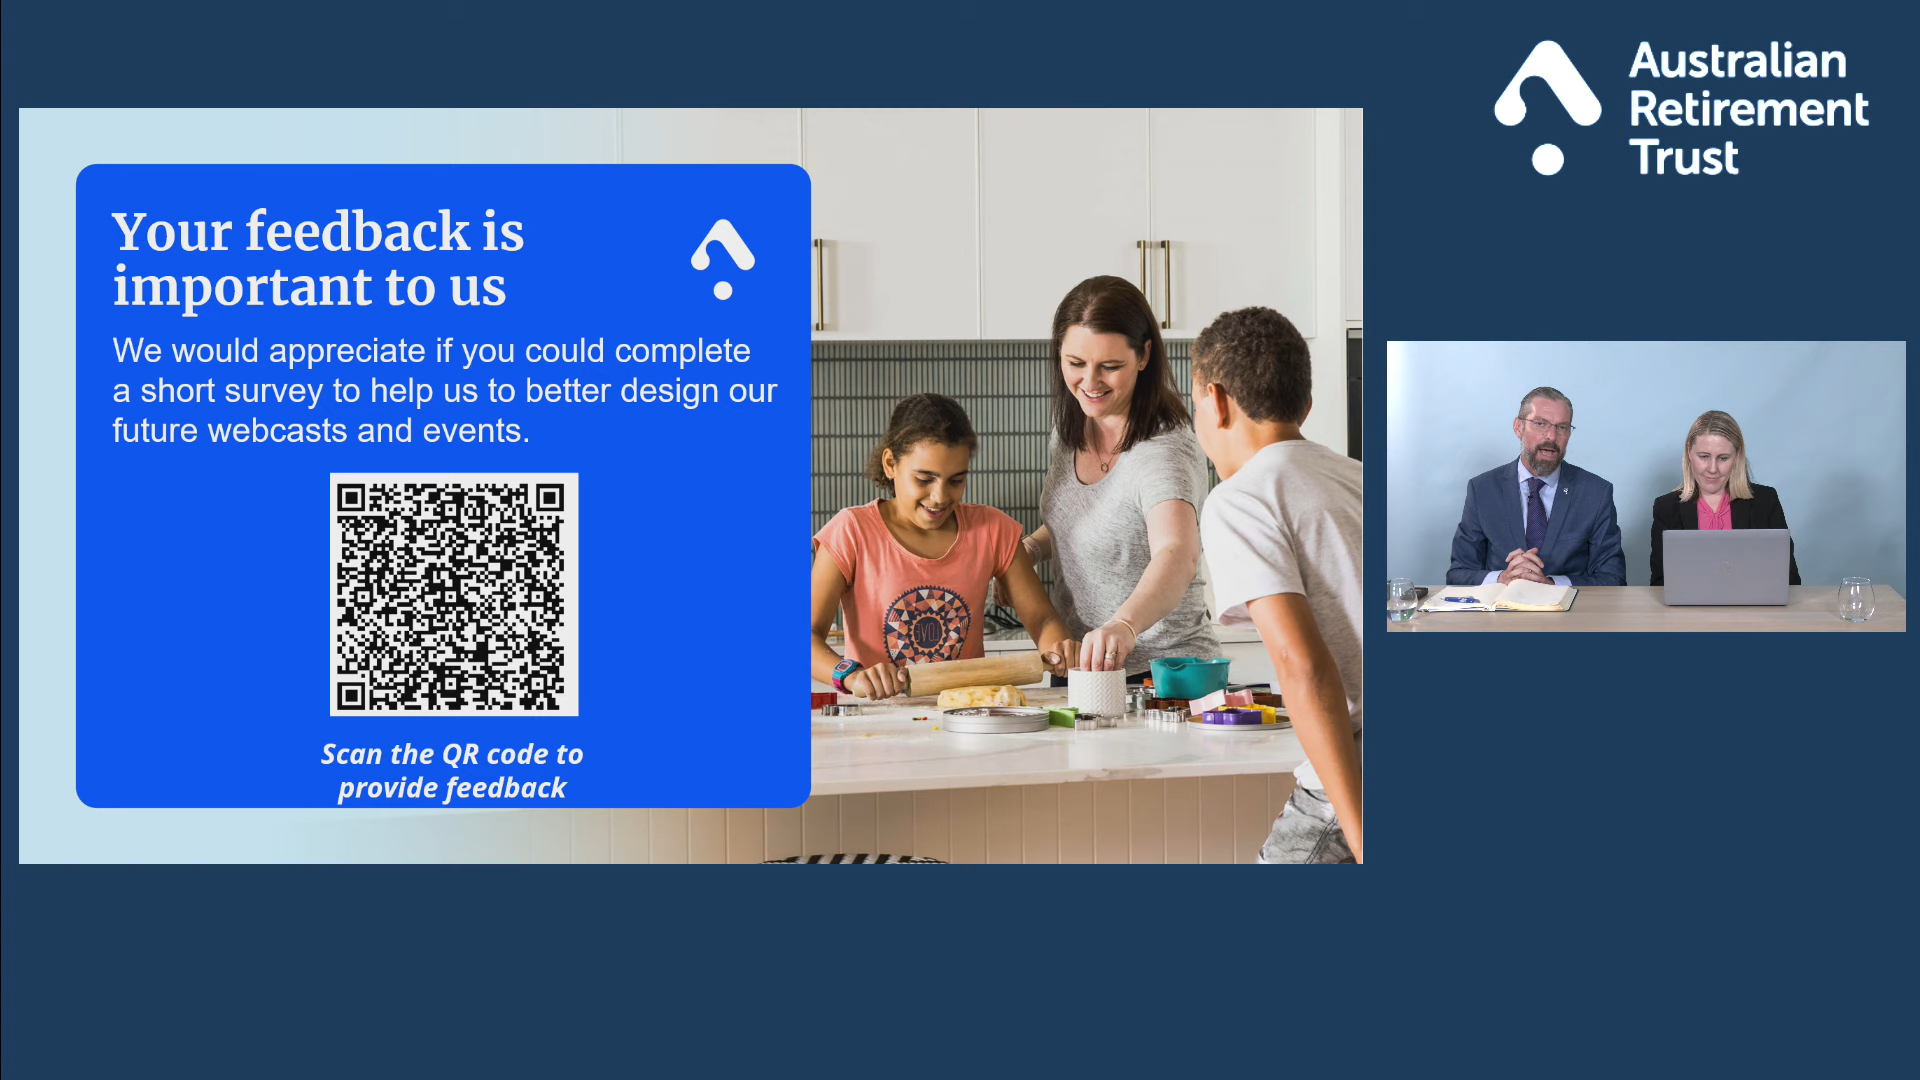 Australian
Retirement
Trust
Your feedback is
important to us
We would appreciate if you could complete
a short survey to help us to better design our
future webcasts and events.
Scan the QR code to
provide feedback